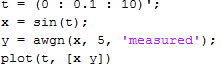 t = (0 : 0.1 : 10)';
x = sin(t);
y = awgn(x, 5, 'measured');
plot(t, [x y])